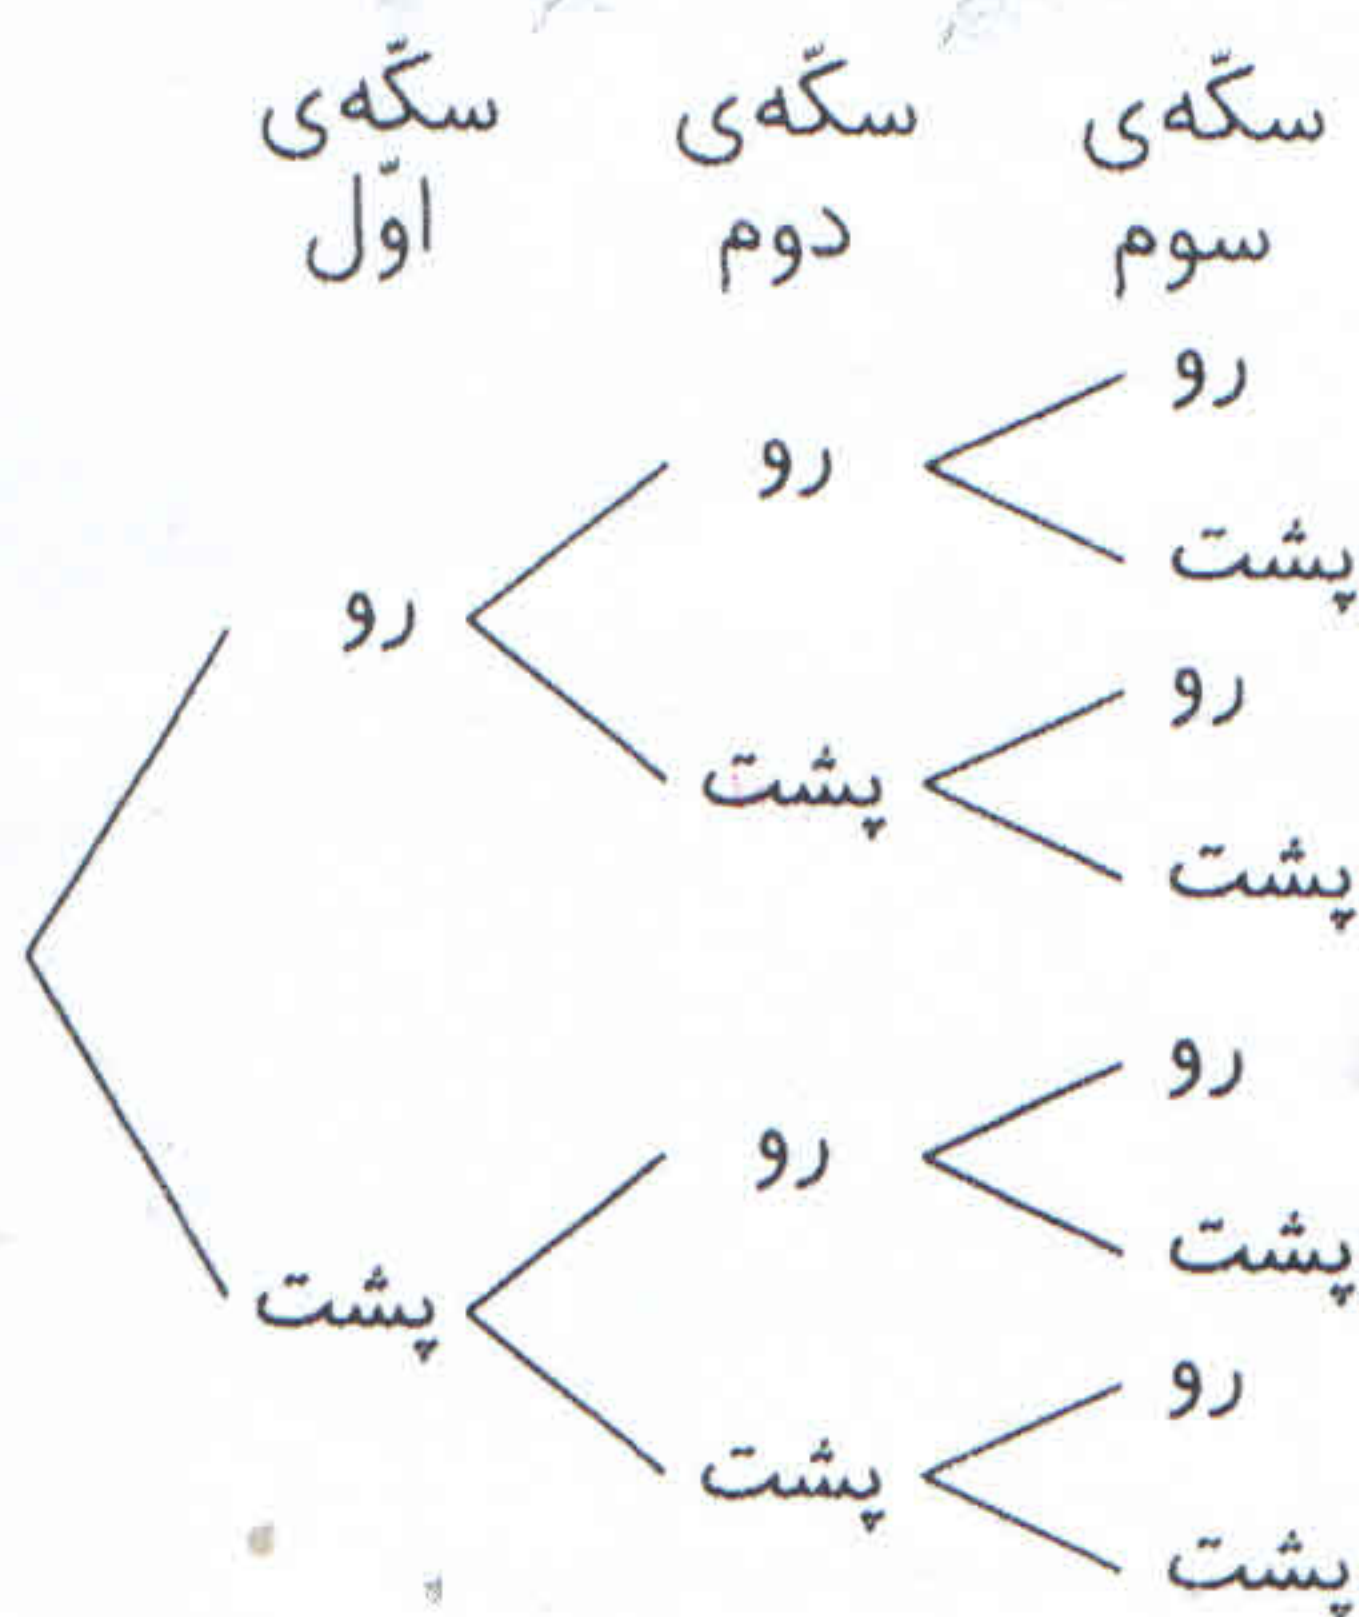 سکّه‌ی اوّل
سکّه‌ی دوم
سکّه‌ی سوم
رو
رو
پشت
رو
رو
پشت
رو
پشت
رو
رو
پشت
پشت
رو
پشت
پشت